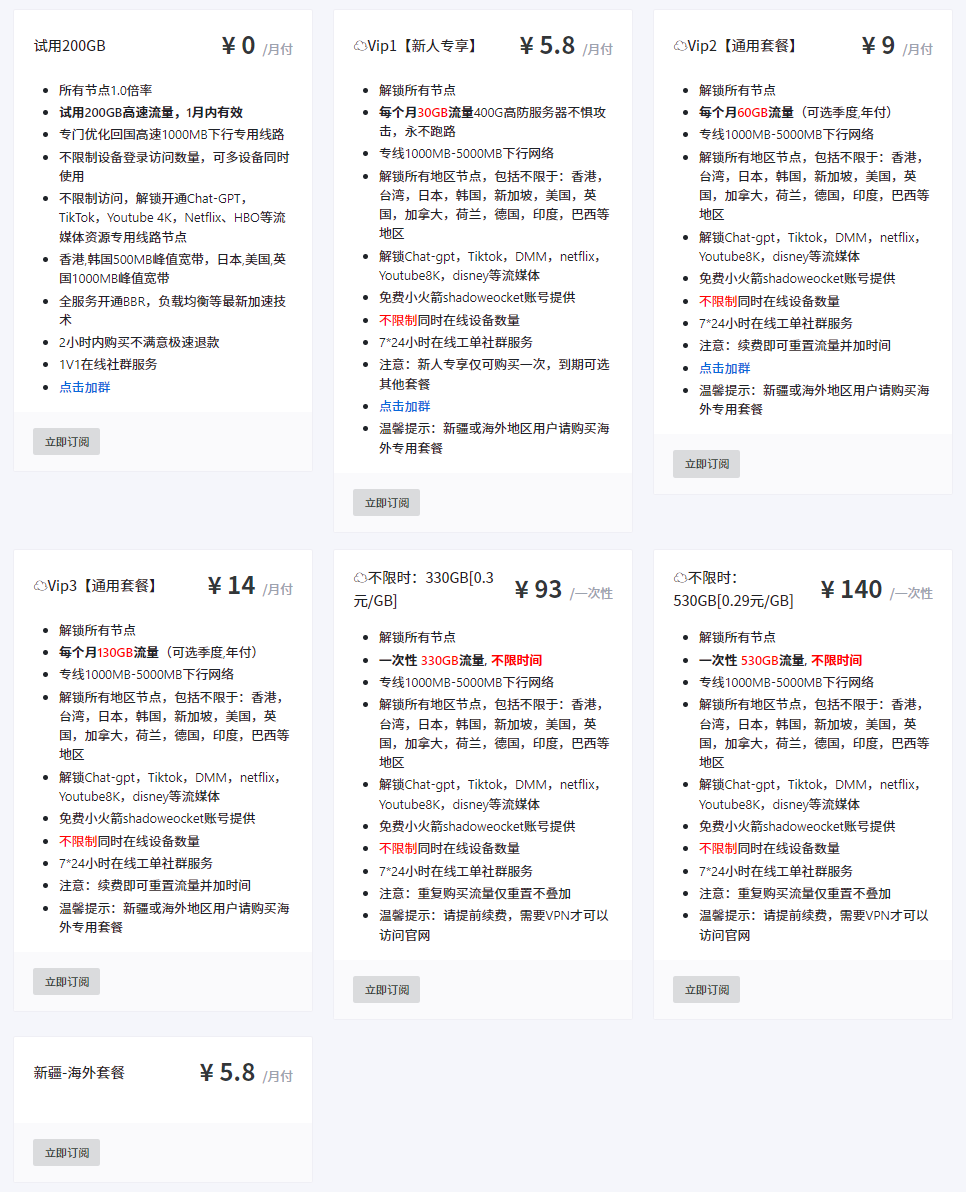 试用200GB
¥ 0 /月付
所有节点1.0倍率
试用200GB高速流量，1月内有效
专门优化回国高速1000MB下行专用线路
不限制设备登录访问数量，可多设备同时
使用
不限制访问，解锁开通Chat-GPT，
TikTok，Youtube 4K，Netflix、HBO等流
媒体资源专用线路节点
香港,韩国500MB峰值宽带，日本,美国,英
国1000MB峰值宽带
全服务开通BBR，负载均衡等最新加速技
术
2小时内购买不满意极速退款
1V1在线社群服务
点击加群
立即订阅
Vip1【新人专享】
¥ 5.8 /月付
解锁所有节点
每个月30GB流量400G高防服务器不惧攻
击，永不跑路
专线1000MB-5000MB下行网络
解锁所有地区节点，包括不限于：香港，
台湾，日本，韩国，新加坡，美国，英
国，加拿大，荷兰，德国，印度，巴西等
地区
解锁Chat-gpt，Tiktok，DMM，netflix，
Youtube8K，disney等流媒体
免费小火箭shadoweocket账号提供
不限制同时在线设备数量
7*24小时在线工单社群服务
注意：新人专享仅可购买一次，到期可选
其他套餐
点击加群
温馨提示：新疆或海外地区用户请购买海
外专用套餐
立即订阅
Vip2【通用套餐】
¥ 9 /月付
解锁所有节点
每个月60GB流量（可选季度,年付）
专线1000MB-5000MB下行网络
解锁所有地区节点，包括不限于：香港，
台湾，日本，韩国，新加坡，美国，英
国，加拿大，荷兰，德国，印度，巴西等
地区
解锁Chat-gpt，Tiktok，DMM，netflix，
Youtube8K，disney等流媒体
免费小火箭shadoweocket账号提供
不限制同时在线设备数量
7*24小时在线工单社群服务
注意：续费即可重置流量并加时间
点击加群
温馨提示：新疆或海外地区用户请购买海
外专用套餐
立即订阅
Vip3【通用套餐】
¥ 14 /月付
解锁所有节点
每个月130GB流量（可选季度,年付）
专线1000MB-5000MB下行网络
解锁所有地区节点，包括不限于：香港，
台湾，日本，韩国，新加坡，美国，英
国，加拿大，荷兰，德国，印度，巴西等
地区
解锁Chat-gpt，Tiktok，DMM，netflix，
Youtube8K，disney等流媒体
免费小火箭shadoweocket账号提供
不限制同时在线设备数量
7*24小时在线工单社群服务
注意：续费即可重置流量并加时间
温馨提示：新疆或海外地区用户请购买海
外专用套餐
立即订阅
不限时：330GB[0.3
元/GB]
¥ 93 /一次性
解锁所有节点
一次性 330GB流量, 不限时间
专线1000MB-5000MB下行网络
解锁所有地区节点，包括不限于：香港，
台湾，日本，韩国，新加坡，美国，英
国，加拿大，荷兰，德国，印度，巴西等
地区
解锁Chat-gpt，Tiktok，DMM，netflix，
Youtube8K，disney等流媒体
免费小火箭shadoweocket账号提供
不限制同时在线设备数量
7*24小时在线工单社群服务
注意：重复购买流量仅重置不叠加
温馨提示：请提前续费，需要VPN才可以
访问官网
立即订阅
不限时：
530GB[0.29元/GB]
¥ 140 /一次性
解锁所有节点
一次性 530GB流量, 不限时间
专线1000MB-5000MB下行网络
解锁所有地区节点，包括不限于：香港，
台湾，日本，韩国，新加坡，美国，英
国，加拿大，荷兰，德国，印度，巴西等
地区
解锁Chat-gpt，Tiktok，DMM，netflix，
Youtube8K，disney等流媒体
免费小火箭shadoweocket账号提供
不限制同时在线设备数量
7*24小时在线工单社群服务
注意：重复购买流量仅重置不叠加
温馨提示：请提前续费，需要VPN才可以
访问官网
立即订阅
新疆-海外套餐
¥ 5.8 /月付
立即订阅